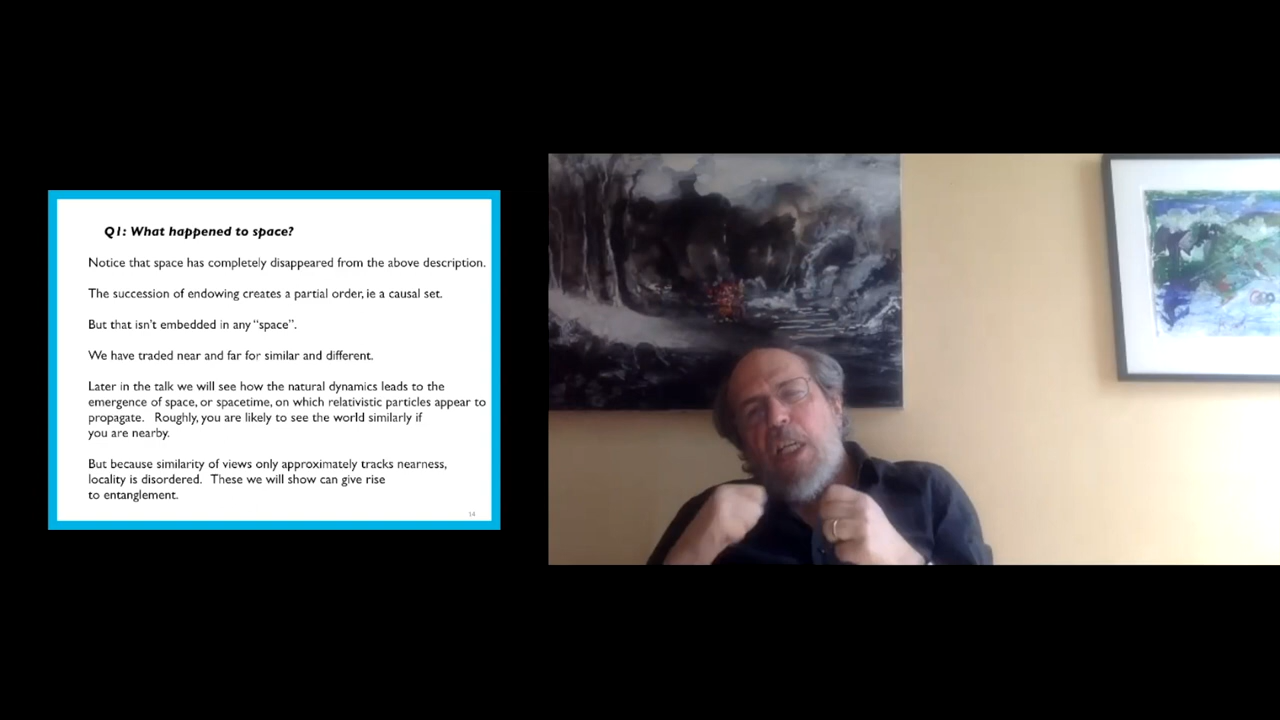 Q1: What happened to space?
Notice that space has completely disappeared from the above description.
The succession of endowing creates a partial order, ie a causal set.
But that isn't embedded in any “space”.
We have traded near and far for similar and different.
Later in the talk we will see how the natural dynamics leads to the
emergence of space, or spacetime, on which relativistic particles appear to
propagate. Roughly, you are likely to see the world similarly if
you are nearby.
But because similarity of views only approximately tracks nearness,
locality is disordered. These we will show can give rise
to entanglement.
14